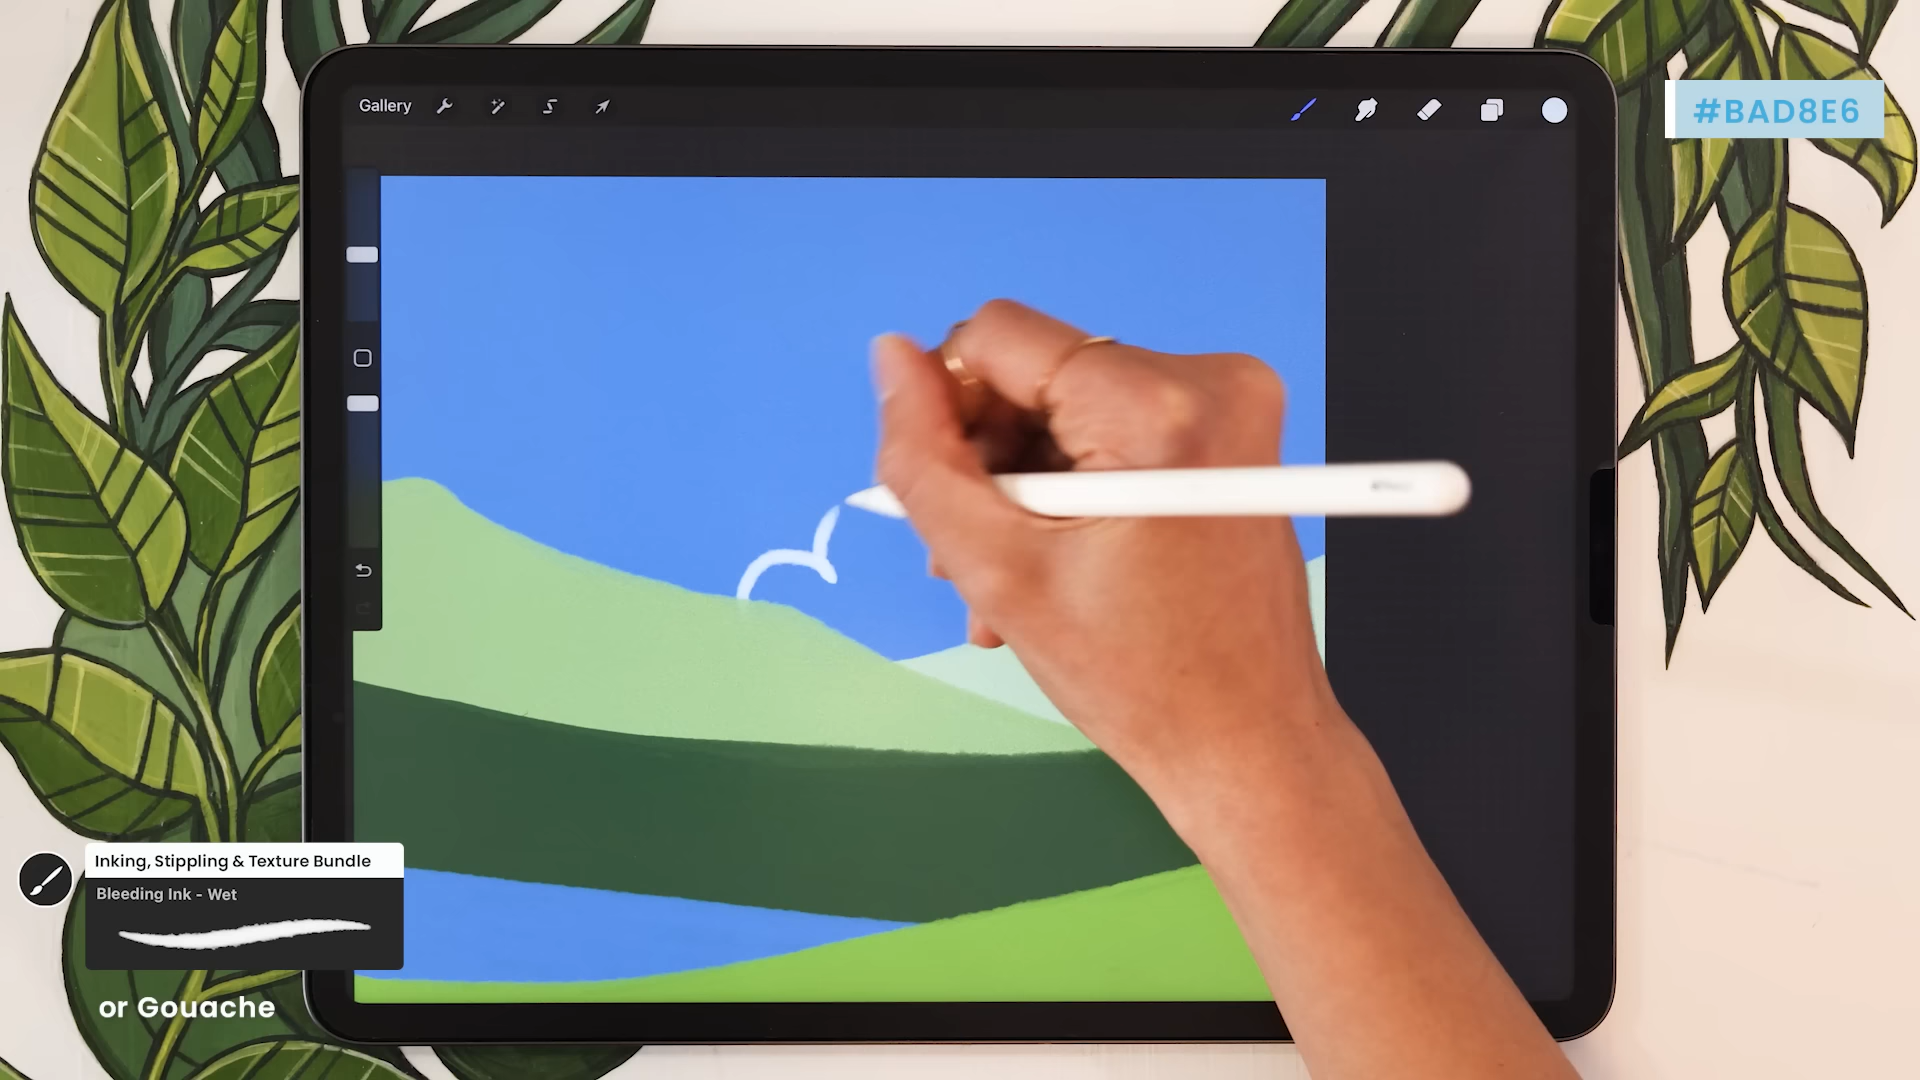 Gallery
#BAD8E6
Inking, Stippling & Texture Bundle
Bleeding Ink - Wet
or Gouache